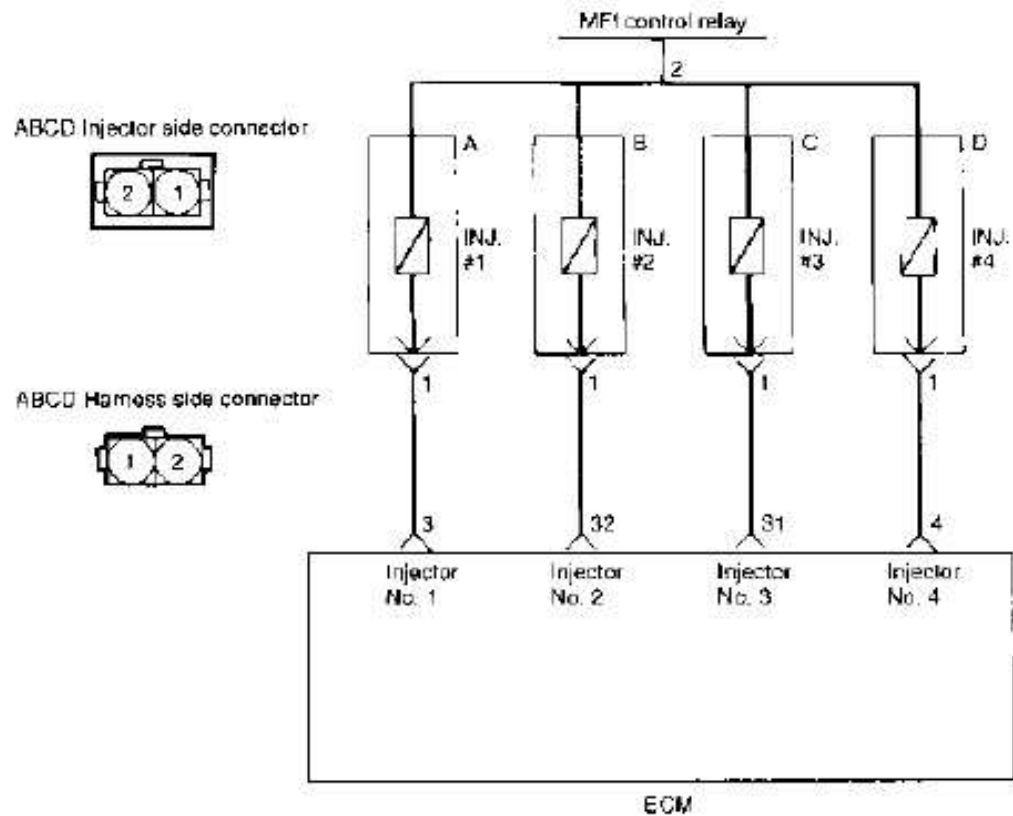 MFI control relay
2
ABCD Injector side connector
2 1
A
B
C
D
INJ.
#1
INJ.
#2
INJ.
#3
INJ.
#4
1
1
1
1
ABCD Harness side connector
1 2
3
32
31
4
Injector
No. 1
Injector
No. 2
Injector
No. 3
Injector
No. 4
ECM